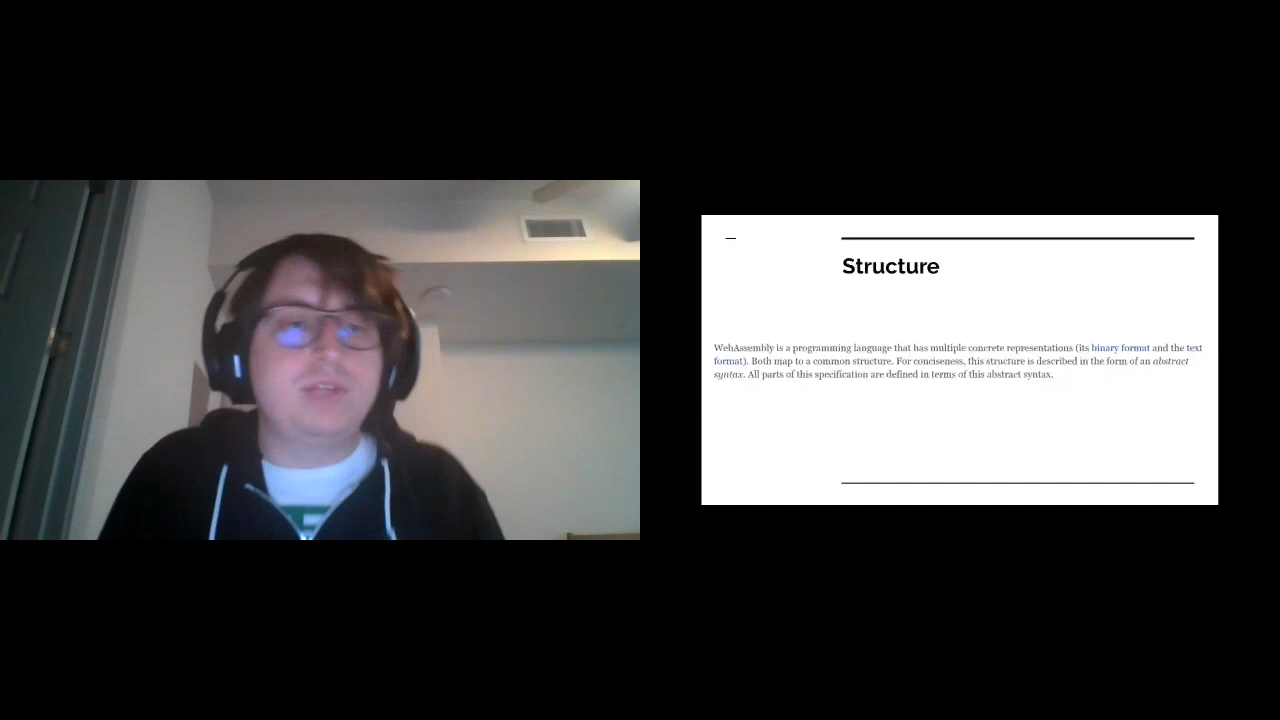 Structure
WebAssembly is a programming language that has multiple concrete representations (its binary format and the text
format). Both map to a common structure. For conciseness, this structure is described in the form of an abstract
syntax. All parts of this specification are defined in terms of this abstract syntax.